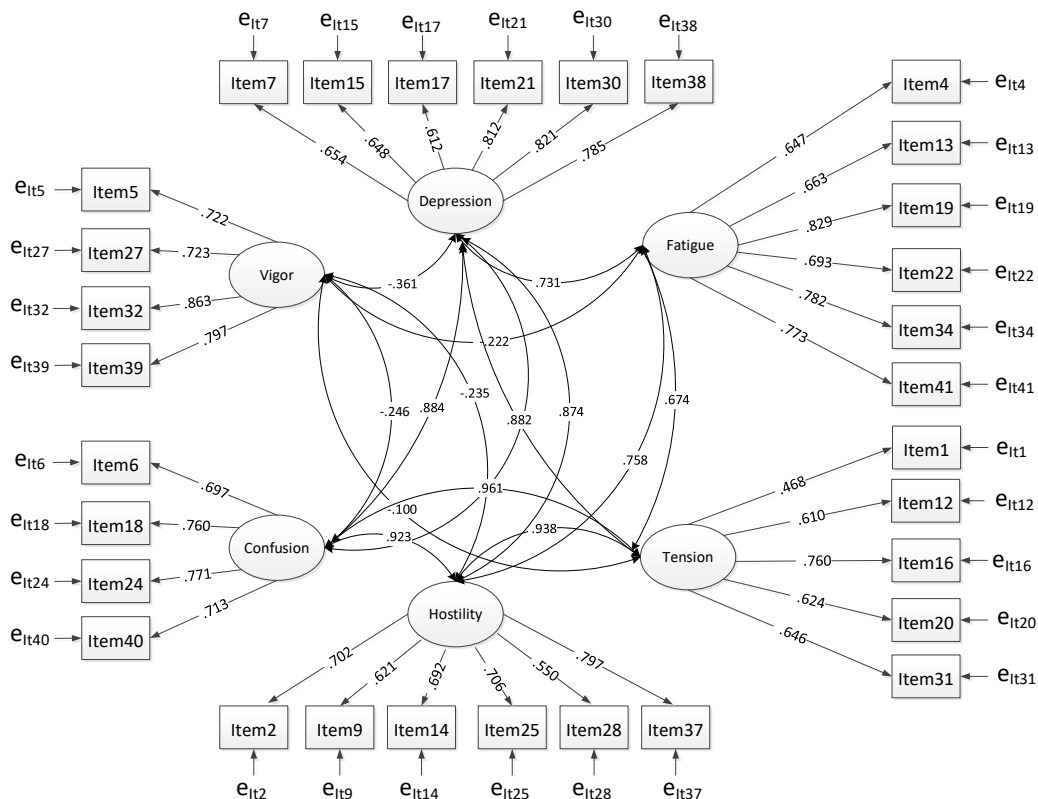 eIt7
eIt15
eIt17
eIt21
eIt30
eIt38
Item7
Item15
Item17
Item21
Item30
Item38
.654
.648
.612
.812
.821
.785
Depression
Item4
eIt4
Item13
eIt13
Item19
eIt19
Item22
eIt22
Item34
eIt34
Item41
eIt41
.647
.663
.829
.693
.782
.773
Fatigue
eIt5
Item5
eIt27
Item27
eIt32
Item32
eIt39
Item39
.722
.723
.863
.797
Vigor
-.361
.731
-.222
-.246
.884
-.235
.882
.874
.758
.674
.961
-.100
.923
.938
eIt6
Item6
eIt18
Item18
eIt24
Item24
eIt40
Item40
.697
.760
.771
.713
Confusion
Item1
eIt1
Item12
eIt12
Item16
eIt16
Item20
eIt20
Item31
eIt31
.468
.610
.760
.624
.646
Tension
Hostility
.702
.621
.692
.706
.550
.797
Item2
Item9
Item14
Item25
Item28
Item37
eIt2
eIt9
eIt14
eIt25
eIt28
eIt37